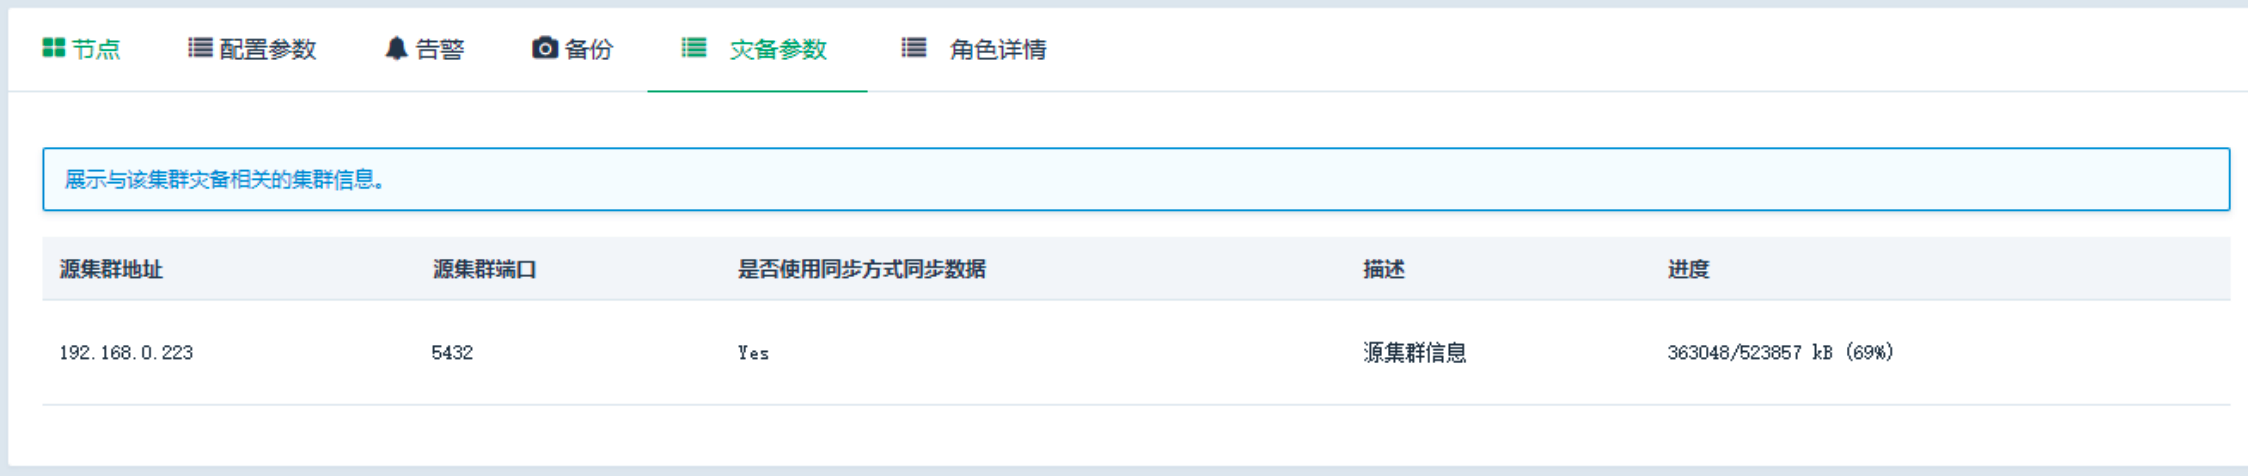 节点 配置参数 告警 备份 灾备参数 角色详情
展示与该集群灾备相关的集群信息。
源集群地址 源集群端口 是否使用同步方式同步数据 描述 进度
192.168.0.223 5432 Yes 源集群信息 363048/523857 kB (69%)